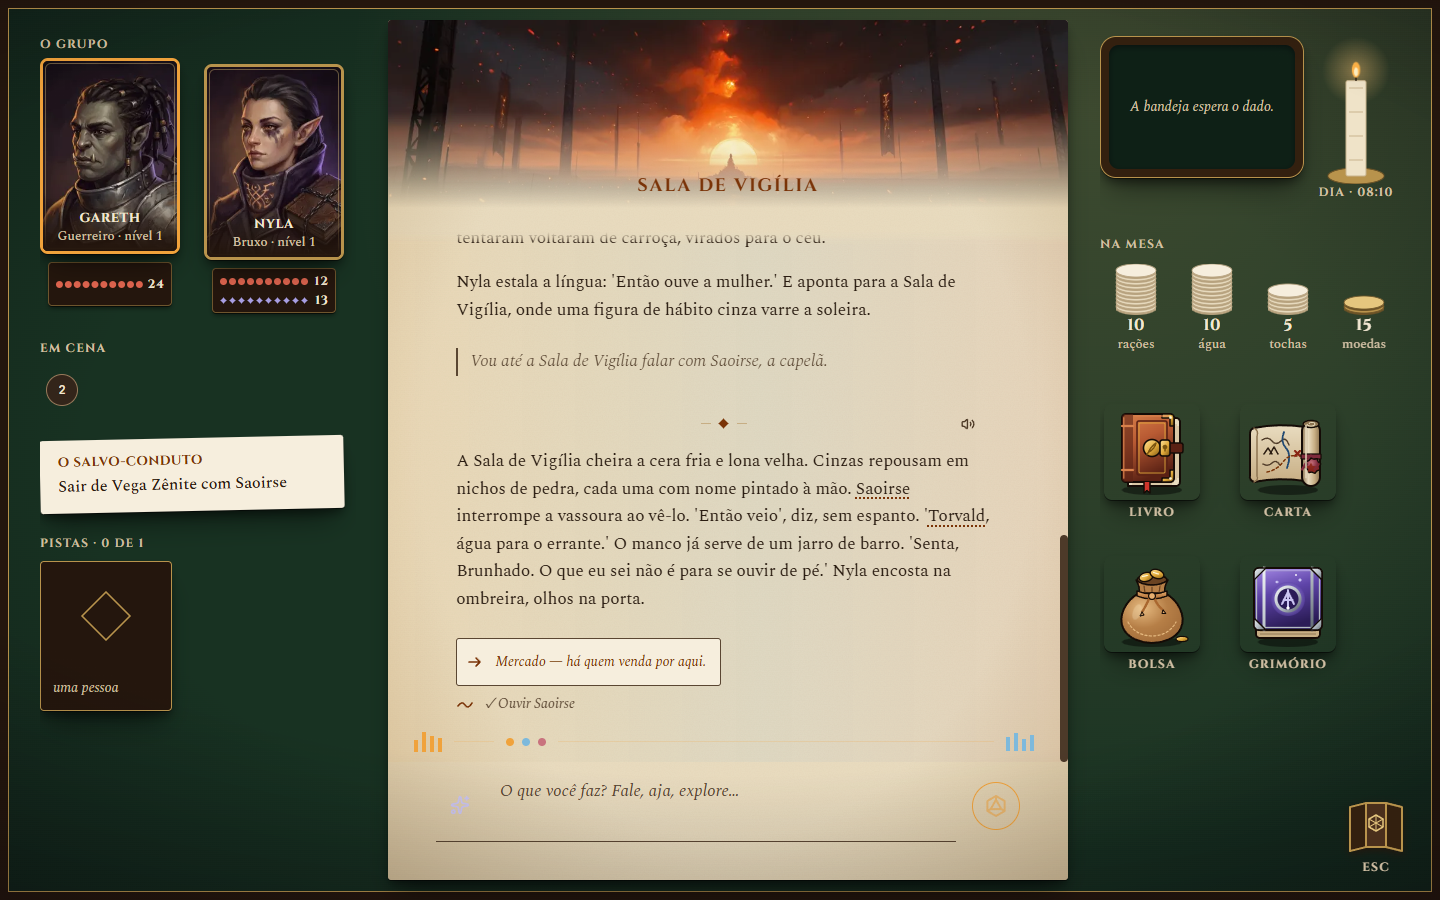 O GRUPO
GARETH
Guerreiro · nível 1
24
NYLA
Bruxo · nível 1
12
13
EM CENA
2
O SALVO-CONDUTO
Sair de Vega Zênite com Saoirse
PISTAS · 0 DE 1
uma pessoa
SALA DE VIGÍLIA
tentaram voltaram de carroça, virados para o céu.
Nyla estala a língua: 'Então ouve a mulher.' E aponta para a Sala de
Vigília, onde uma figura de hábito cinza varre a soleira.
Vou até a Sala de Vigília falar com Saoirse, a capelã.
A Sala de Vigília cheira a cera fria e lona velha. Cinzas repousam em
nichos de pedra, cada uma com nome pintado à mão. Saoirse
interrompe a vassoura ao vê-lo. 'Então veio', diz, sem espanto. 'Torvald,
água para o errante.' O manco já serve de um jarro de barro. 'Senta,
Brunhado. O que eu sei não é para se ouvir de pé.' Nyla encosta na
ombreira, olhos na porta.
→ Mercado — há quem venda por aqui.
✓Ouvir Saoirse
O que você faz? Fale, aja, explore...
A bandeja espera o dado.
DIA · 08:10
NA MESA
10
rações
10
água
5
tochas
15
moedas
LIVRO
CARTA
BOLSA
GRIMÓRIO
ESC